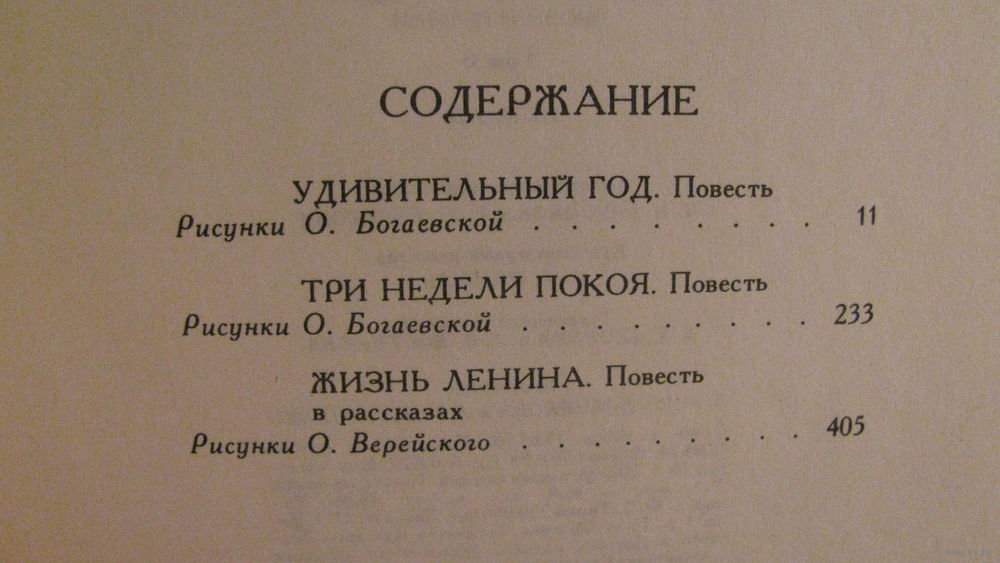 СОДЕРЖАНИЕ
УДИВИТЕЛЬНЫЙ ГОД. Повесть
Рисунки О. Богаевской . . . . . . . . 11
ТРИ НЕДЕЛИ ПОКОЯ. Повесть
Рисунки О. Богаевской . . . . . . . . . 233
ЖИЗНЬ ЛЕНИНА. Повесть
в рассказах
Рисунки О. Верейского . . . . . . . . . 405